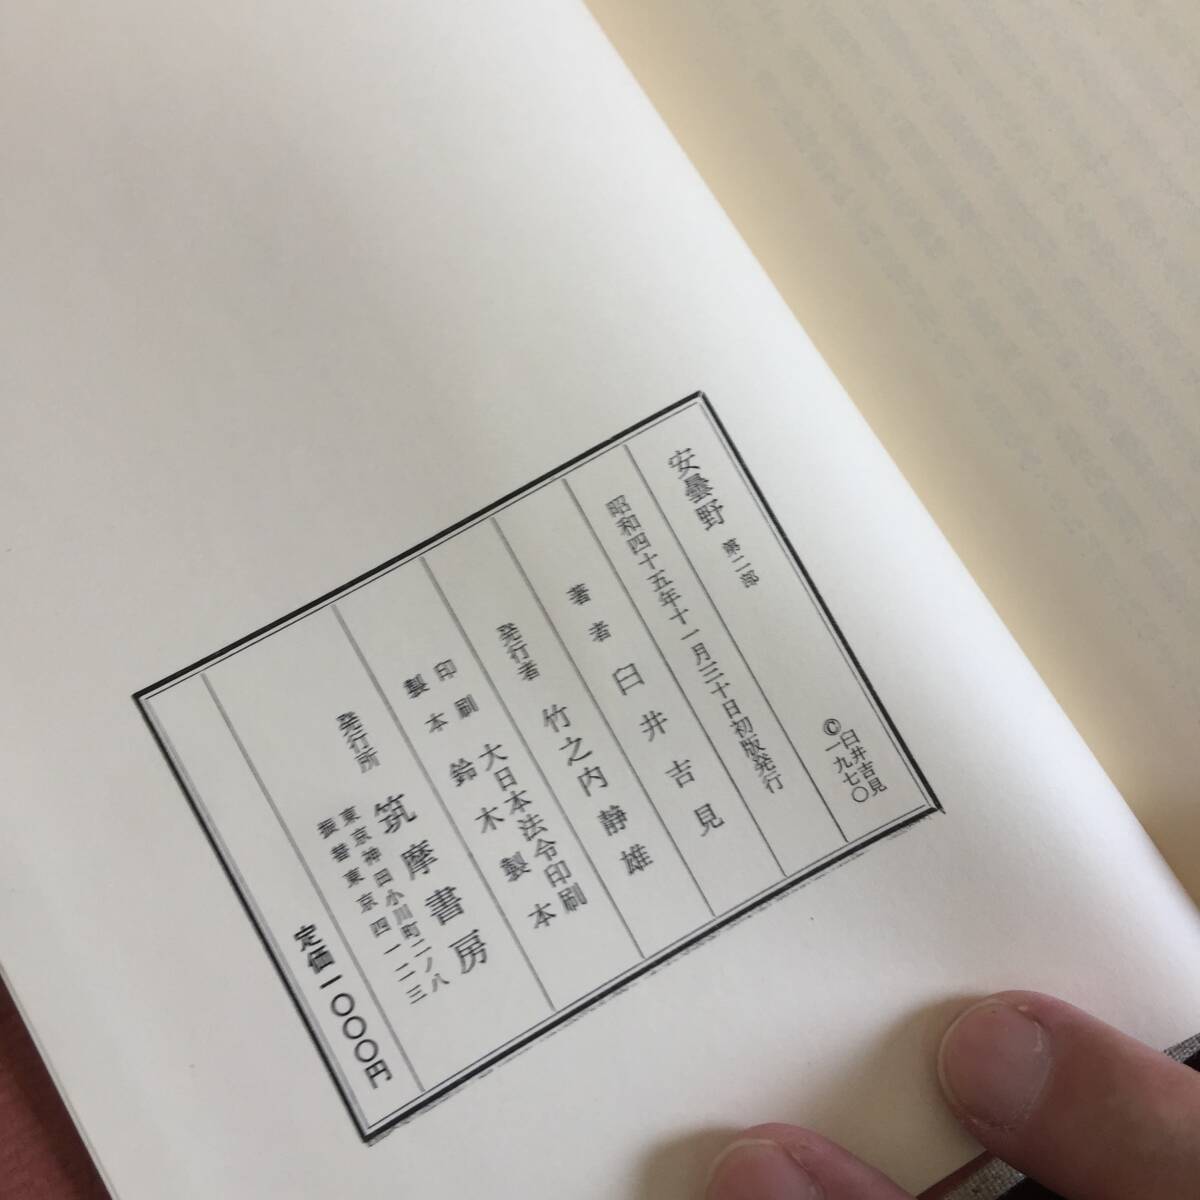 安曇野 第二部
©臼井吉見
一九七〇
昭和四十五年十一月三十日初版発行
著者 臼井吉見
発行者 竹之内静雄
印刷 大日本法令印刷
製本 鈴木製本
発行所 筑摩書房
東京神田小川町二ノ八
振替東京四一二三
定価一〇〇〇円